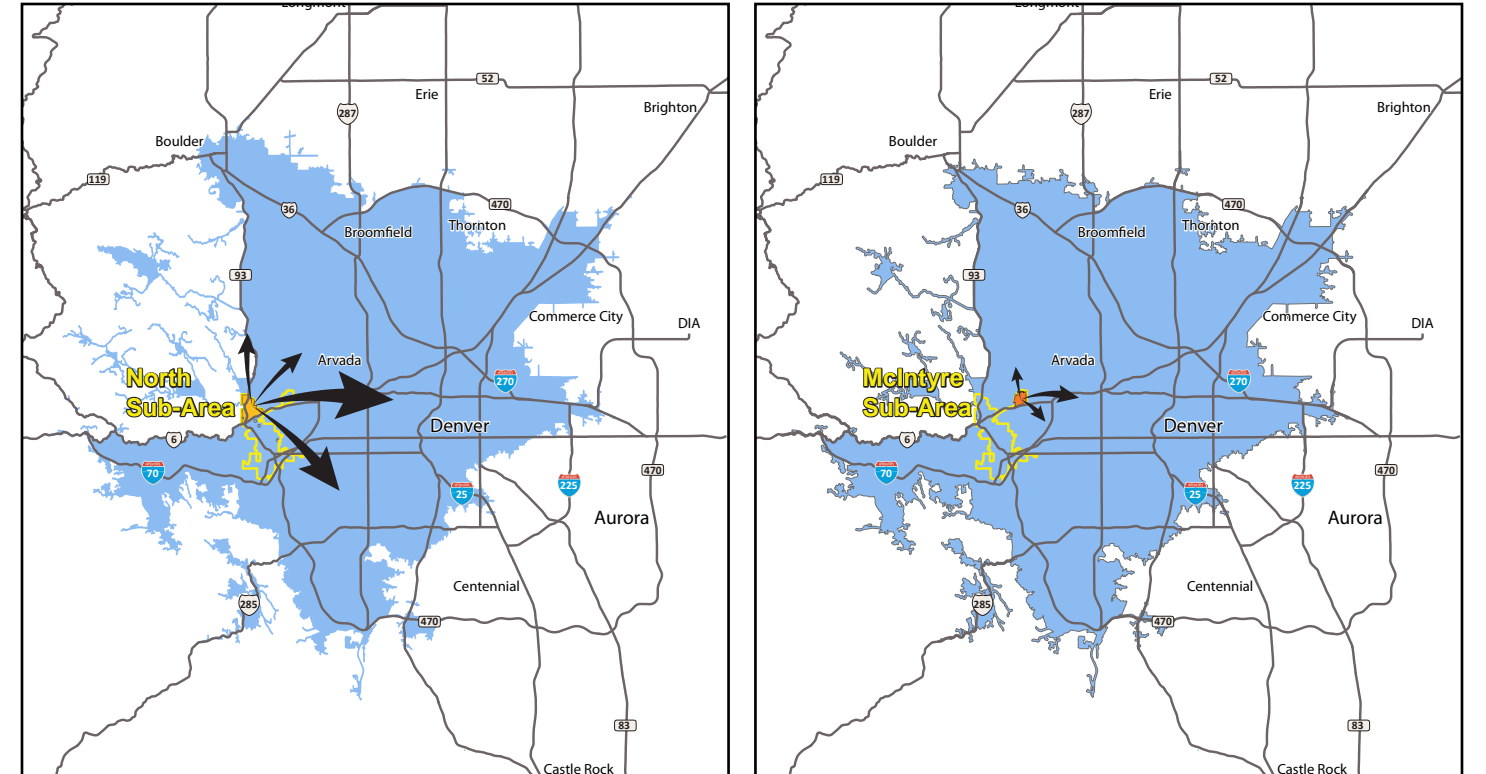 Longmont
52
Erie
287
Brighton
Boulder
119
36
470
Broomfield
Thornton
93
Commerce City
DIA
Arvada
North
Sub-Area
270
Denver
6
70
25
225
470
Aurora
Centennial
285
470
83
Castle Rock
Longmont
52
Erie
287
Brighton
Boulder
119
36
470
Broomfield
Thornton
93
Commerce City
DIA
Arvada
McIntyre
Sub-Area
270
Denver
6
70
25
225
470
Aurora
Centennial
285
470
83
Castle Rock